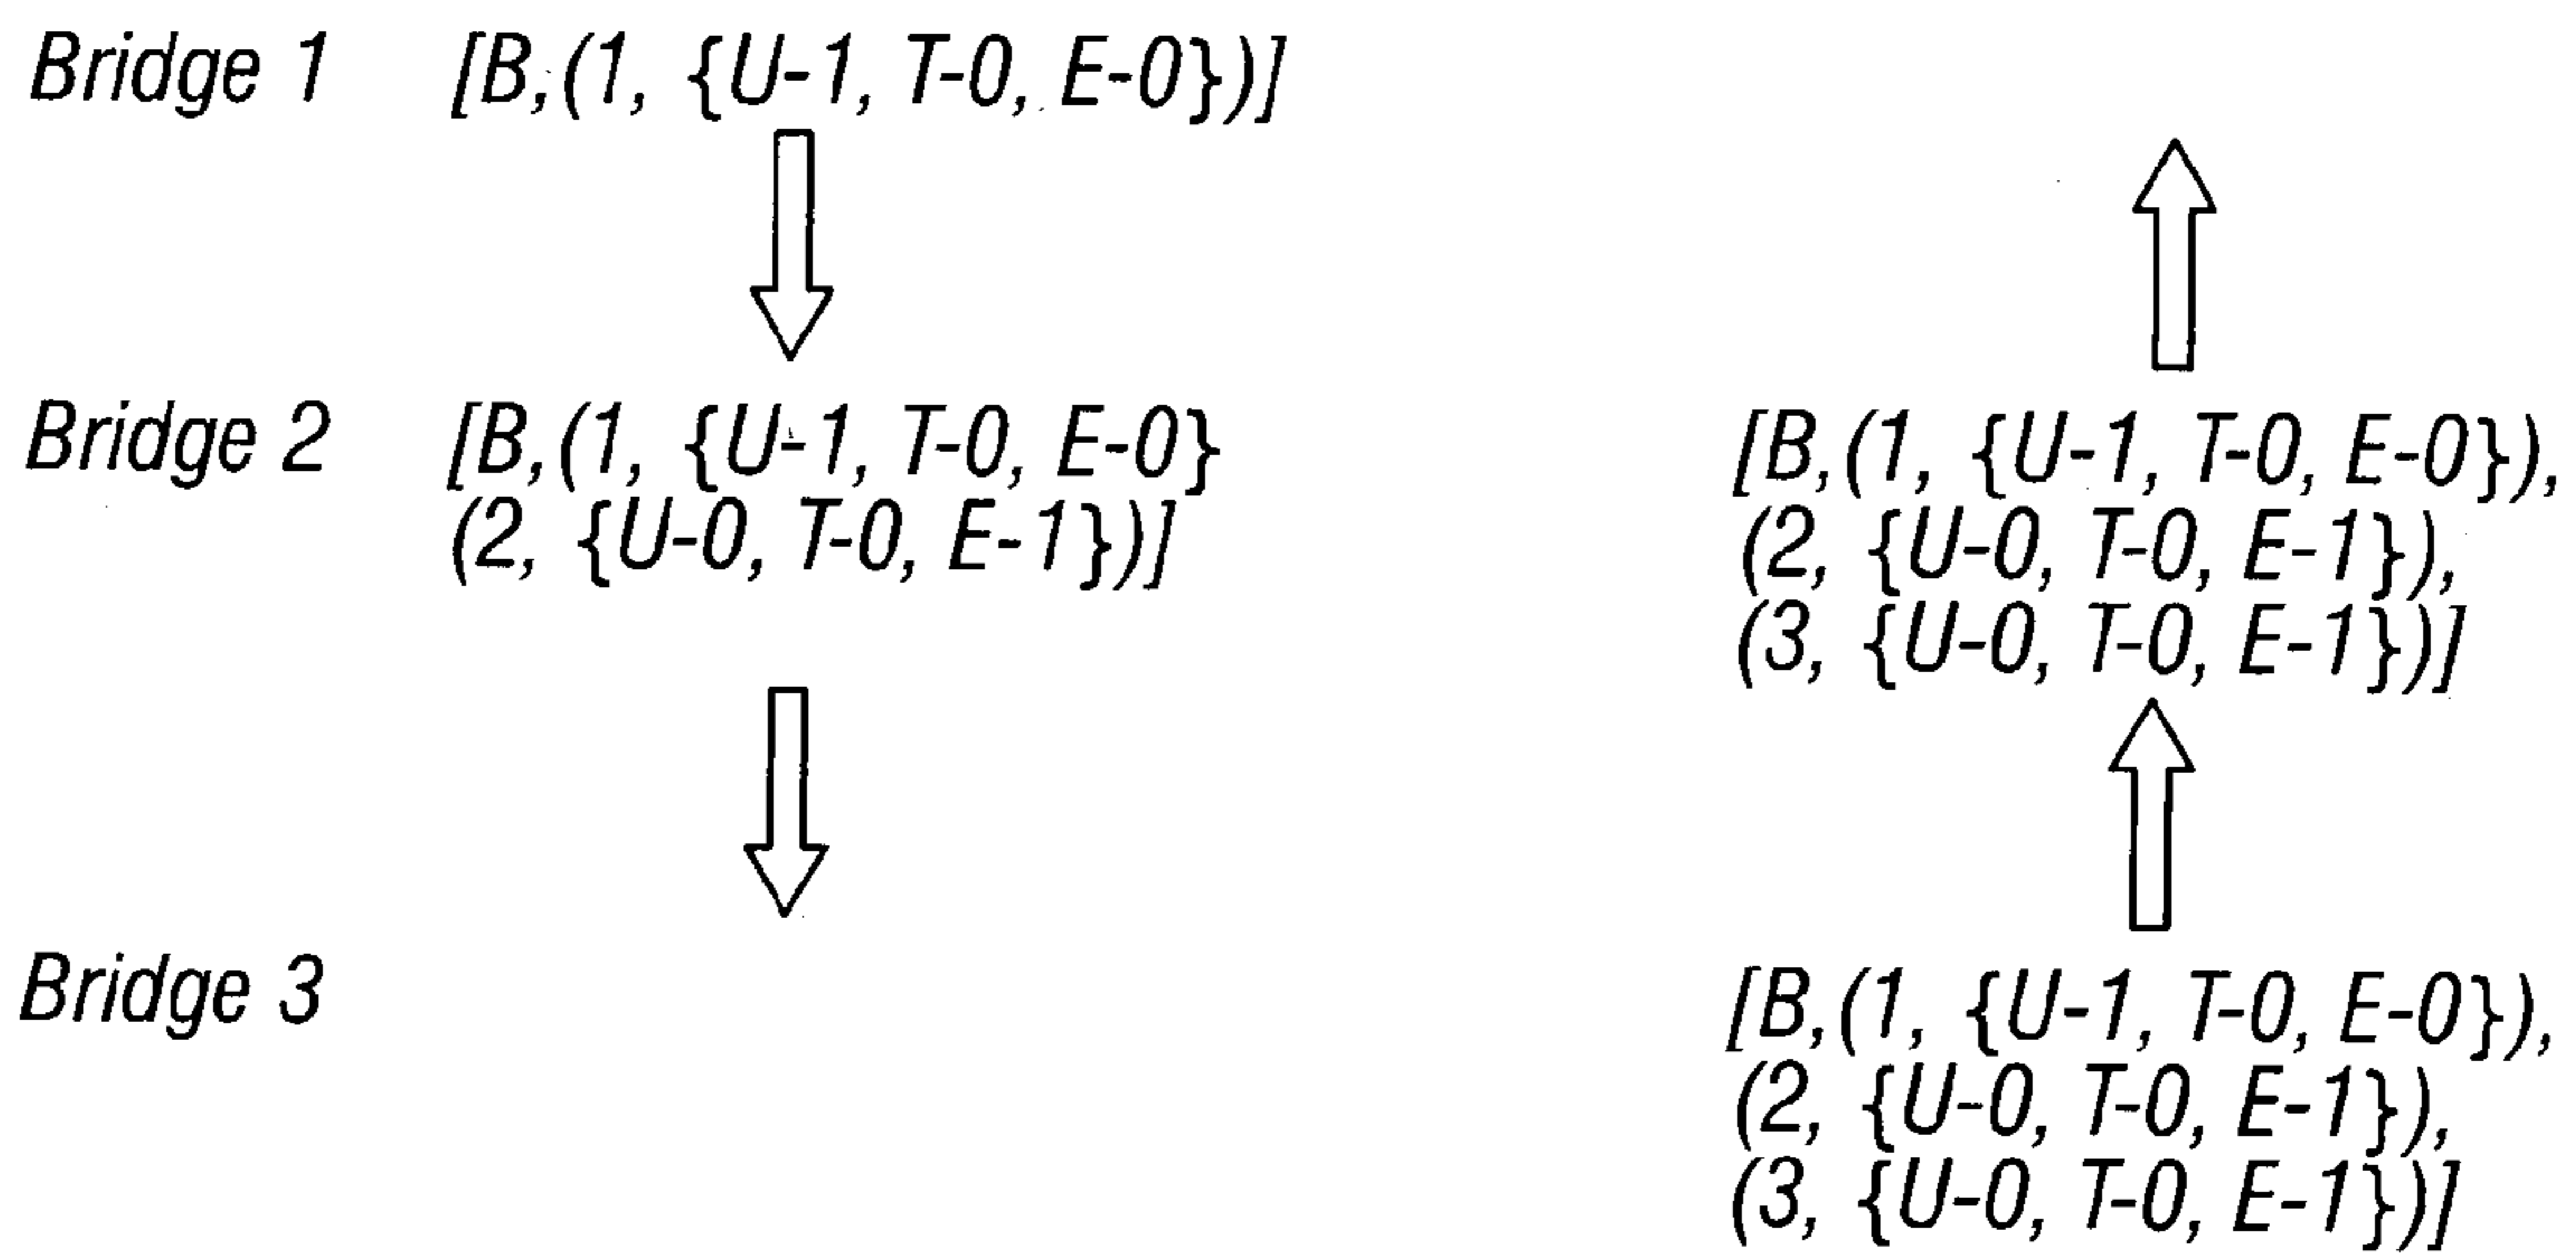 Bridge 1 [B,(1, {U-1, T-0, E-0})]
Bridge 2 [B,(1, {U-1, T-0, E-0}
(2, {U-0, T-0, E-1})]
[B,(1, {U-1, T-0, E-0}),
(2, {U-0, T-0, E-1}),
(3, {U-0, T-0, E-1})]
Bridge 3
[B,(1, {U-1, T-0, E-0}),
(2, {U-0, T-0, E-1}),
(3, {U-0, T-0, E-1})]